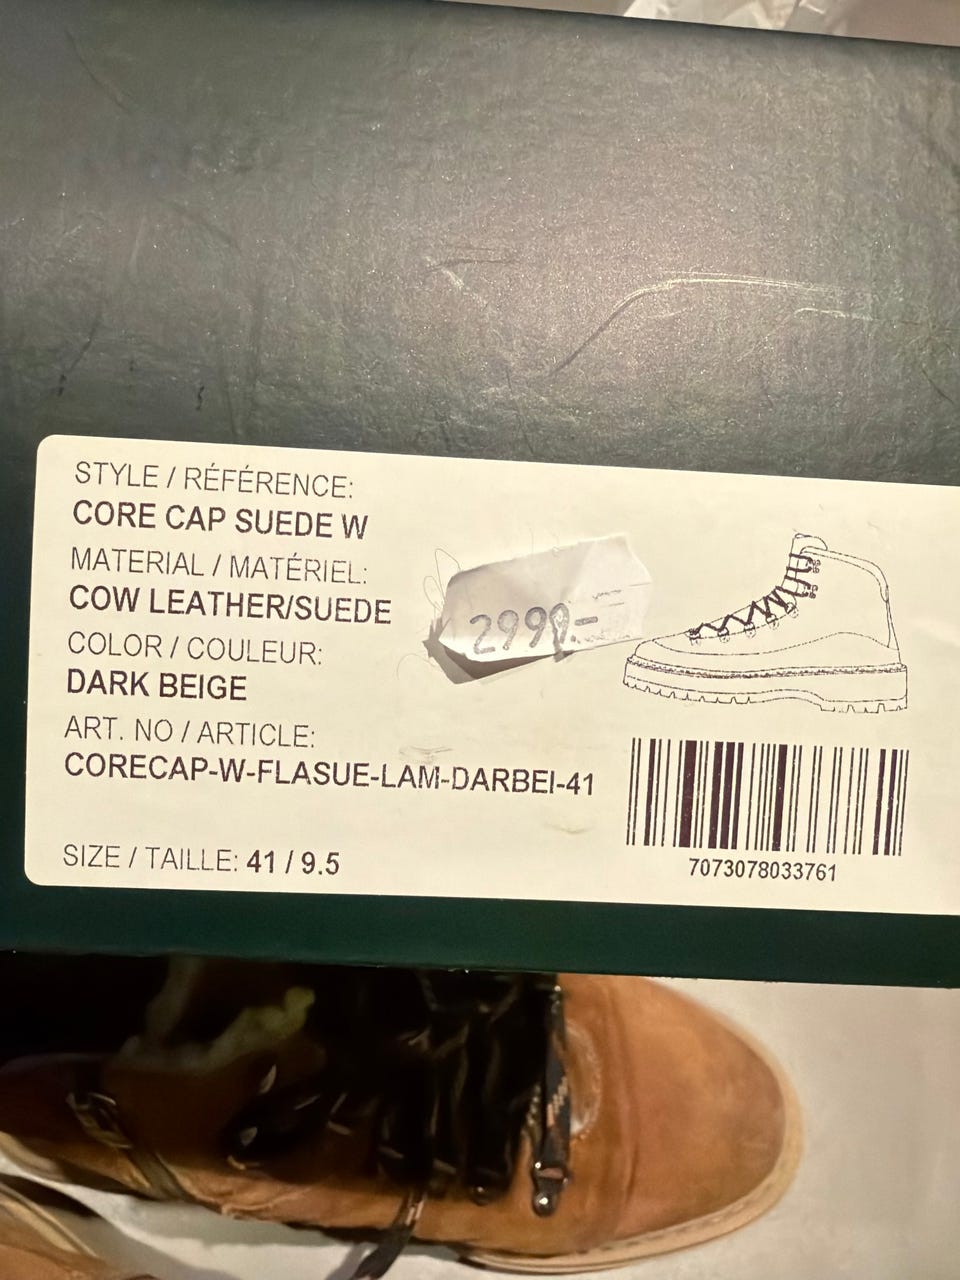 STYLE / RÉFÉRENCE:
CORE CAP SUEDE W
MATERIAL / MATÉRIEL:
COW LEATHER/SUEDE
COLOR / COULEUR:
DARK BEIGE
ART. NO / ARTICLE:
CORECAP-W-FLASUE-LAM-DARBEI-41
SIZE / TAILLE: 41 / 9.5
2999.-
7073078033761